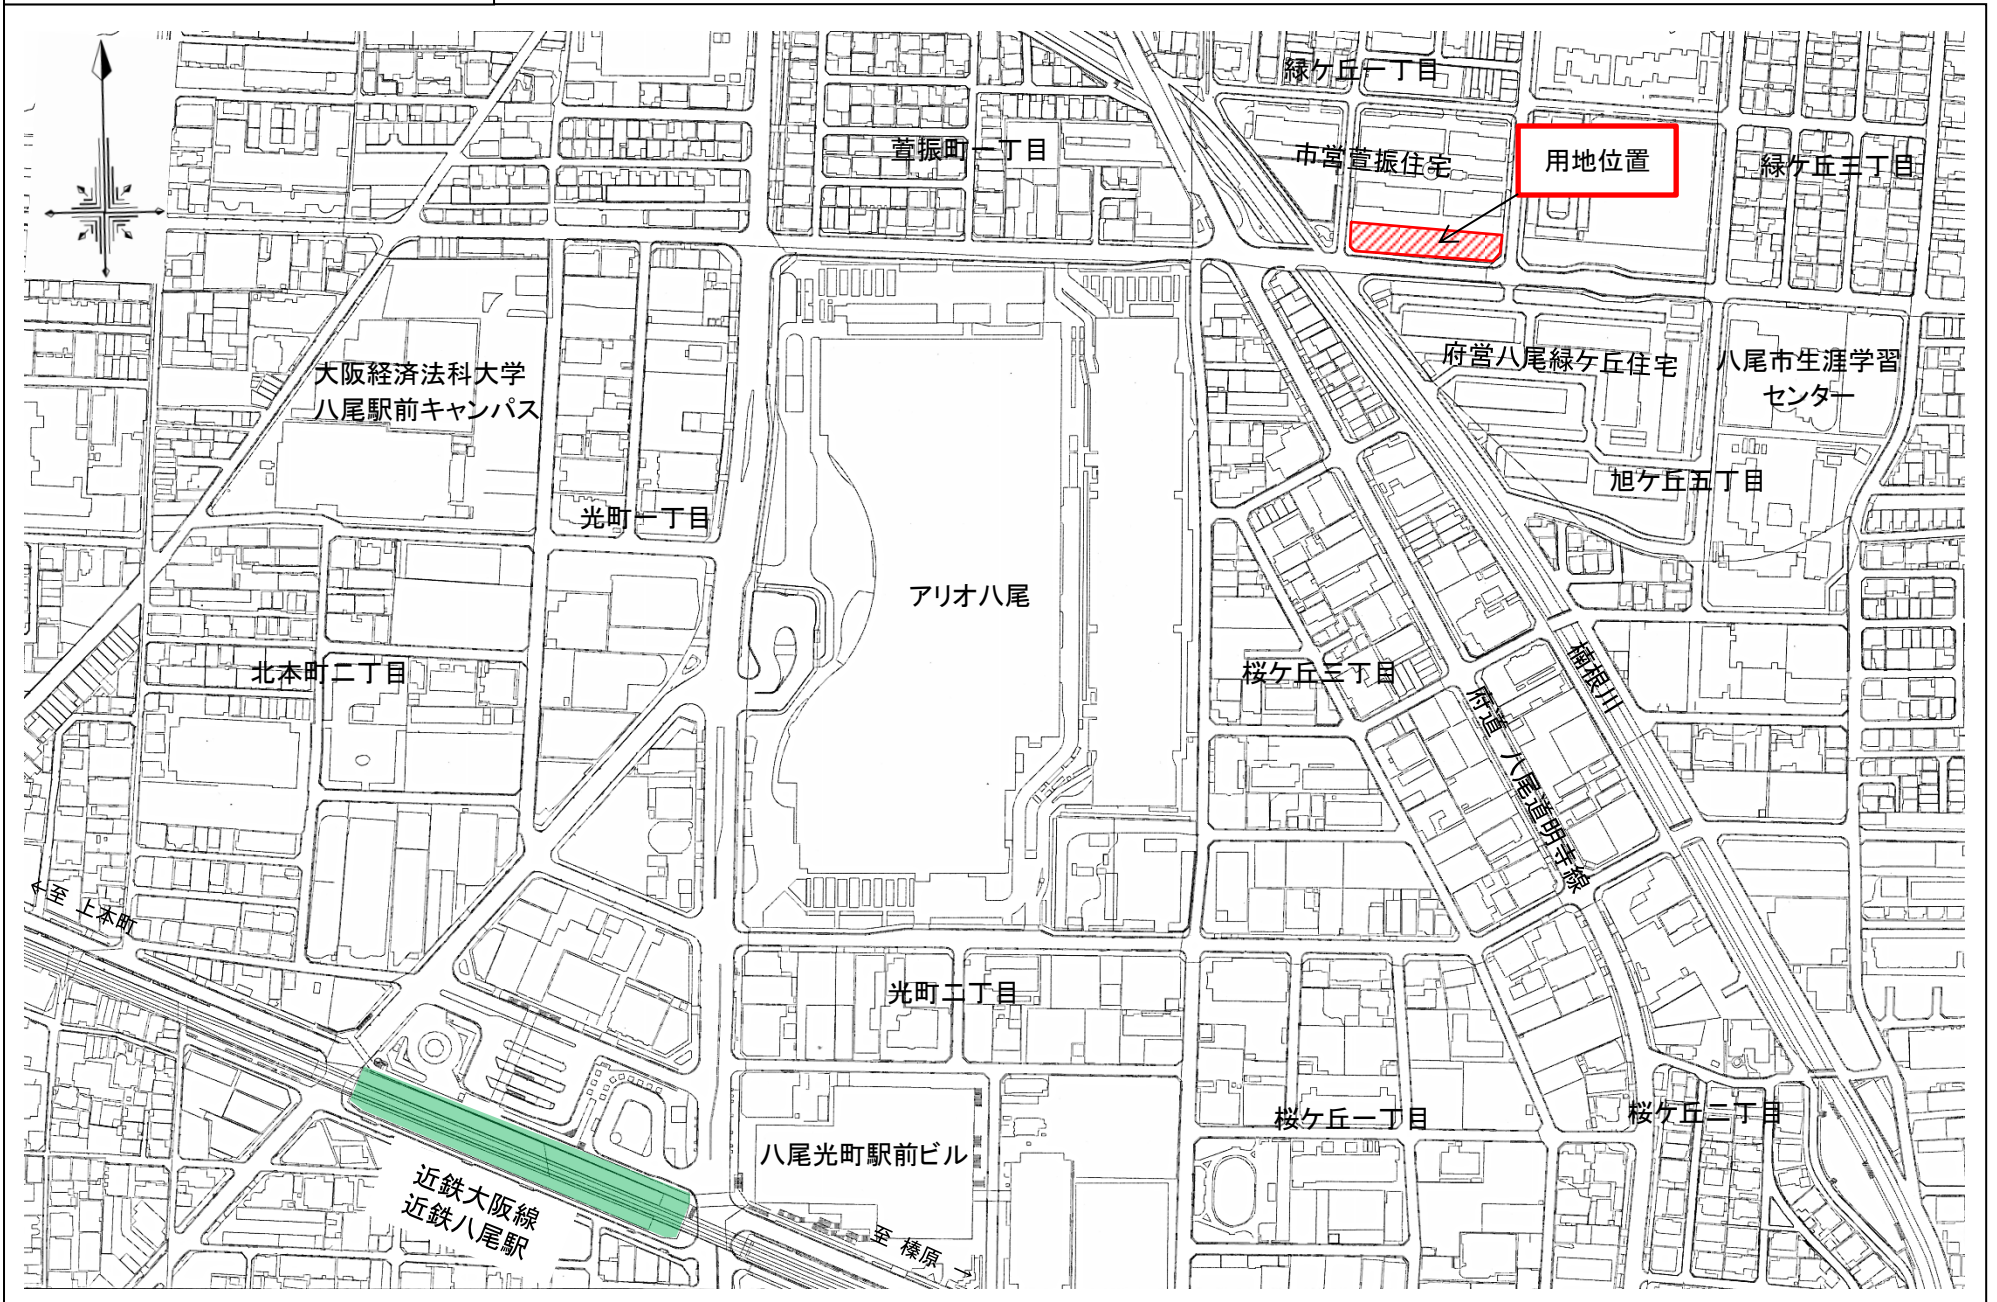 緑ケ丘一丁目
萱振町一丁目
市営萱振住宅
用地位置
緑ケ丘三丁目
大阪経済法科大学
八尾駅前キャンパス
府営八尾緑ケ丘住宅
八尾市生涯学習
センター
旭ケ丘五丁目
光町一丁目
アリオ八尾
北本町二丁目
桜ケ丘三丁目
楠根川
府道 八尾道明寺線
←至 上本町
光町二丁目
桜ケ丘一丁目
桜ケ丘二丁目
八尾光町駅前ビル
近鉄大阪線
近鉄八尾駅
至 榛原 →